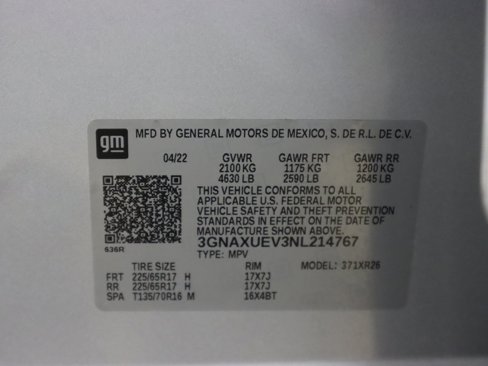 gm
MFD BY GENERAL MOTORS DE MEXICO, S. DE R.L. DE C.V.
04/22 GVWR GAWR FRT GAWR RR
2100 KG 1175 KG 1200 KG
4630 LB 2590 LB 2645 LB
THIS VEHICLE CONFORMS TO ALL
APPLICABLE U.S. FEDERAL MOTOR
VEHICLE SAFETY AND THEFT PREVENTION
STANDARDS IN EFFECT ON THE DATE OF
MANUFACTURE SHOWN ABOVE.
3GNAXUEV3NL214767
636R
TYPE: MPV
TIRE SIZE RIM MODEL: 371XR26
FRT 225/65R17 H 17X7J
RR 225/65R17 H 17X7J
SPA T135/70R16 M 16X4BT